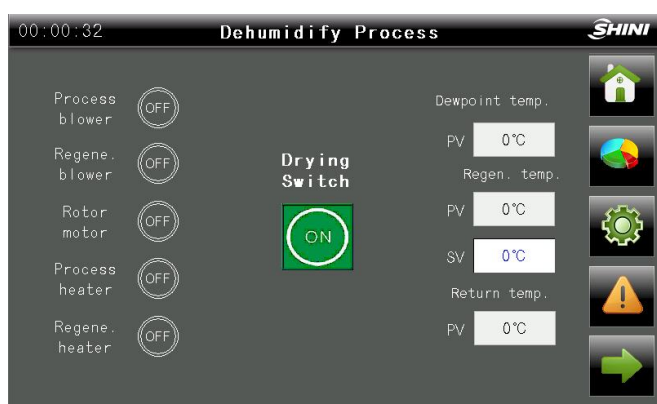 00:00:32
Dehumidify Process
SHINI
Process
blower
OFF
Regene.
blower
OFF
Rotor
motor
OFF
Process
heater
OFF
Regene.
heater
OFF
Drying
Switch
ON
Dewpoint temp.
PV 0℃
Regen. temp.
PV 0℃
SV 0℃
Return temp.
PV 0℃